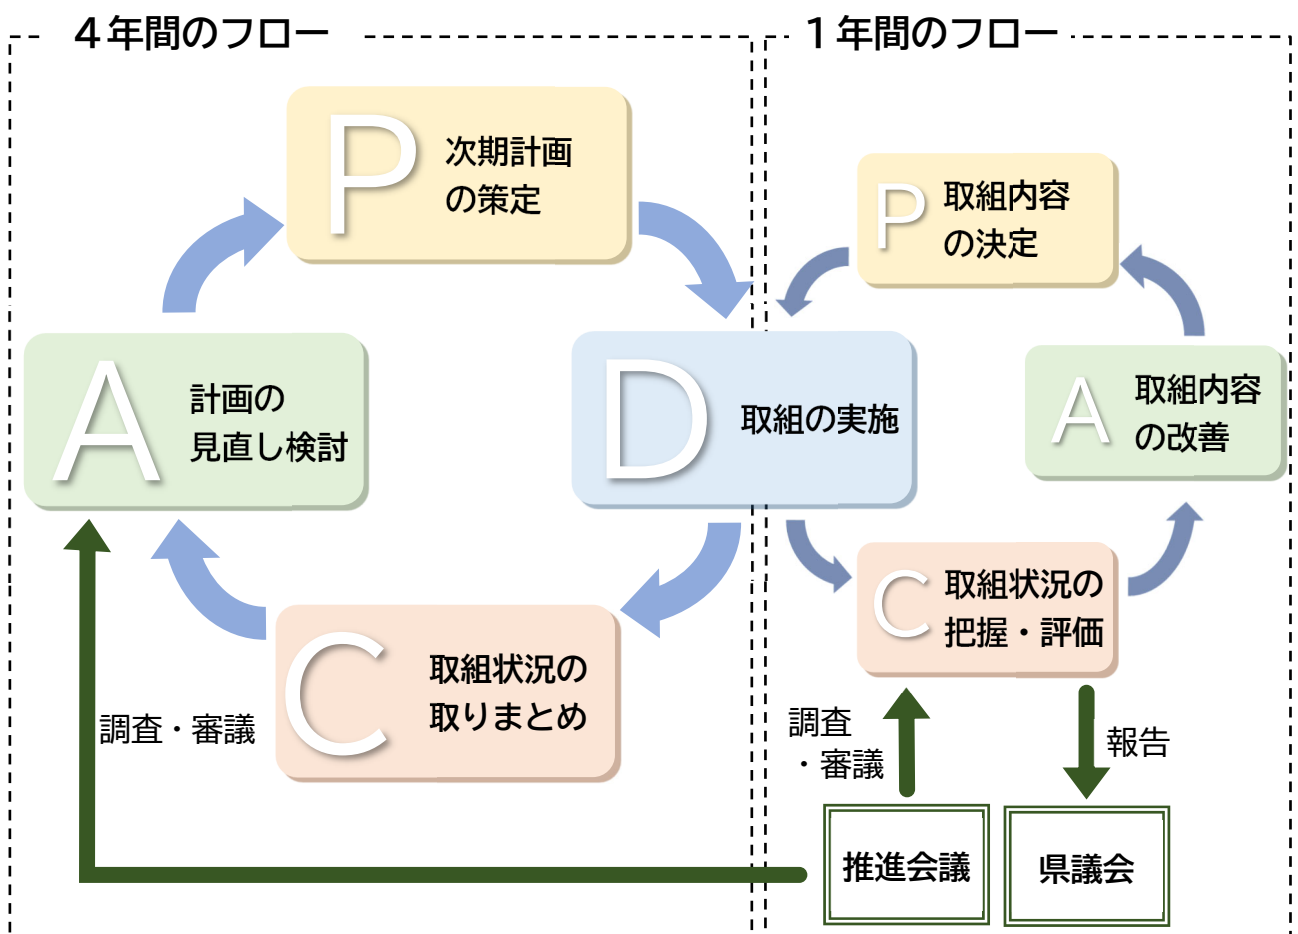 ４年間のフロー
P
次期計画
の策定
D
取組の実施
C
取組状況の
取りまとめ
A
計画の
見直し検討
調査・審議
１年間のフロー
P
取組内容
の決定
A
取組内容
の改善
C
取組状況の
把握・評価
調査
・審議
報告
推進会議
県議会